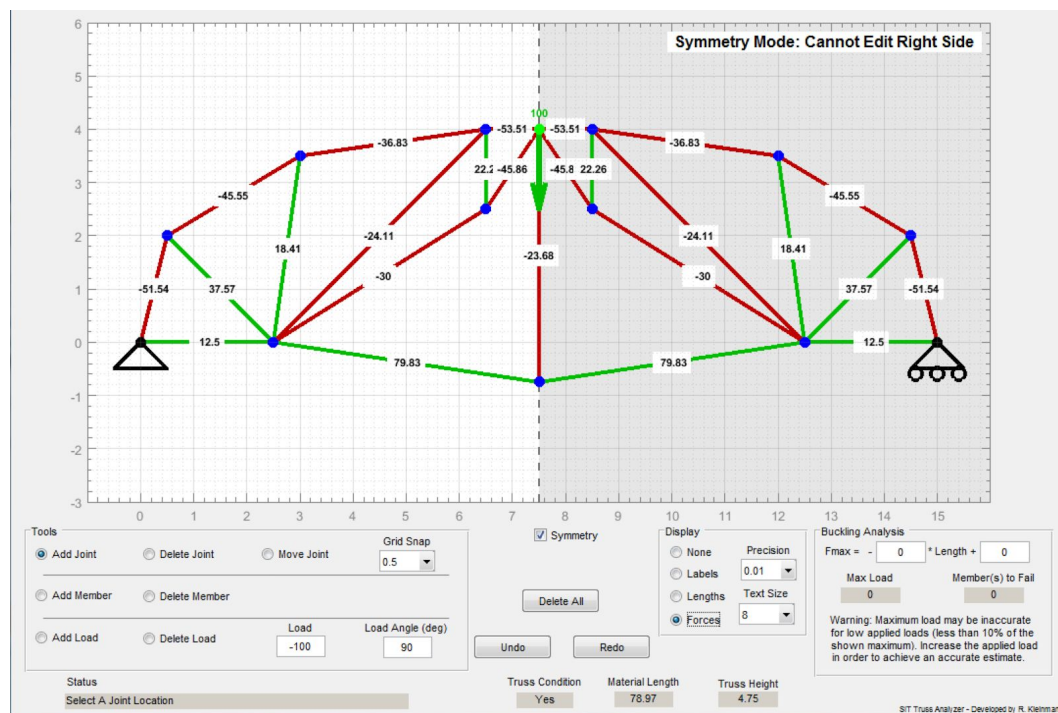 6
Symmetry Mode: Cannot Edit Right Side
5
100
4
-53.51 -53.51
-36.83 -36.83
22.2 -45.86 -45.8 22.26
3
-45.55 -45.55
2
-24.11 -24.11
18.41 -23.68 18.41
-30 -30
1
-51.54 37.57 37.57 -51.54
0
12.5 12.5
79.83 79.83
-1
-2
-3
0 1 2 3 4 5 6 7 8 9 10 11 12 13 14 15
Tools
Add Joint Delete Joint Move Joint Grid Snap
0.5
Add Member Delete Member
Add Load Delete Load Load Load Angle (deg)
-100 90
Symmetry
Delete All
Undo Redo
Display
None Precision
Labels 0.01
Lengths Text Size
Forces 8
Buckling Analysis
Fmax = - 0 * Length + 0
Max Load Member(s) to Fail
0 0
Warning: Maximum load may be inaccurate
for low applied loads (less than 10% of the
shown maximum). Increase the applied load
in order to achieve an accurate estimate.
Status Truss Condition Material Length Truss Height
Select A Joint Location Yes 78.97 4.75
SIT Truss Analyzer - Developed by R. Kleinman